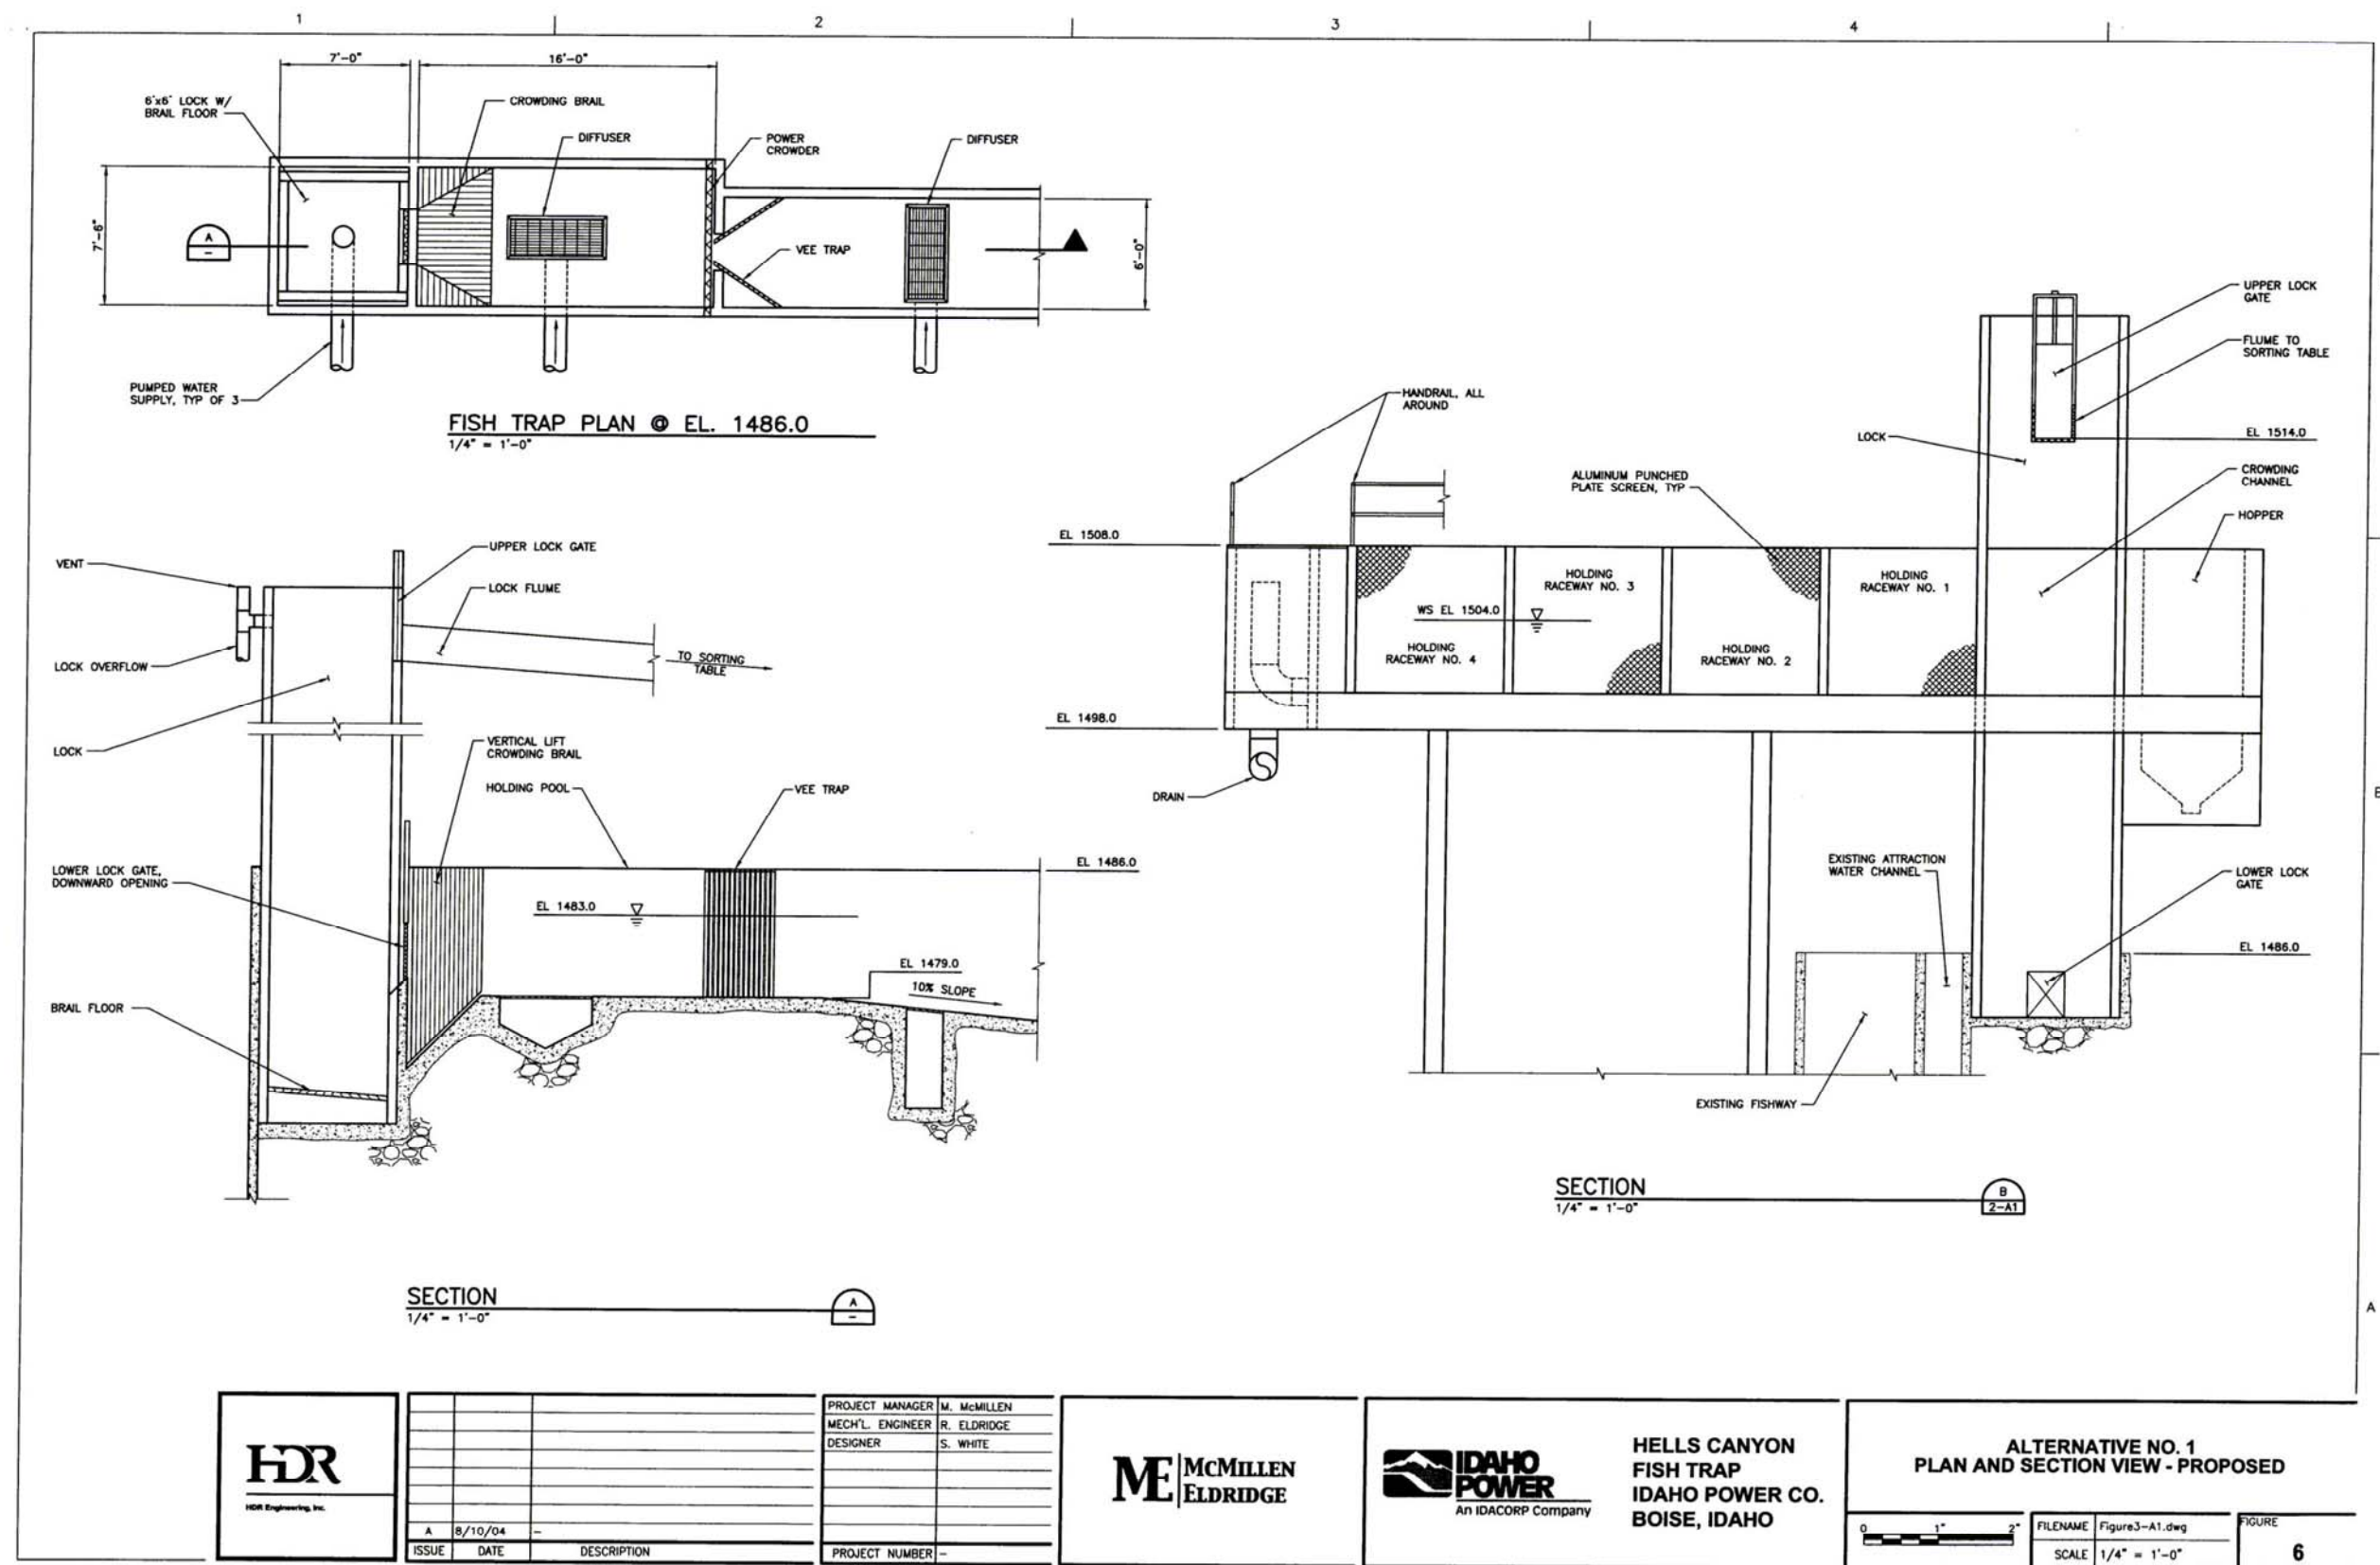 1
2
3
4
7'-0"
16'-0"
6'x6' LOCK W/
BRAIL FLOOR
CROWDING BRAIL
DIFFUSER
POWER
CROWDER
DIFFUSER
7'-6"
A
-
VEE TRAP
6'-0"
PUMPED WATER
SUPPLY, TYP OF 3
FISH TRAP PLAN @ EL. 1486.0
1/4" = 1'-0"
VENT
UPPER LOCK GATE
LOCK FLUME
LOCK OVERFLOW
TO SORTING
TABLE
LOCK
VERTICAL LIFT
CROWDING BRAIL
HOLDING POOL
VEE TRAP
LOWER LOCK GATE,
DOWNWARD OPENING
EL 1486.0
EL 1483.0
EL 1479.0
10% SLOPE
BRAIL FLOOR
SECTION
1/4" = 1'-0"
A
-
UPPER LOCK
GATE
FLUME TO
SORTING TABLE
HANDRAIL, ALL
AROUND
LOCK
EL 1514.0
ALUMINUM PUNCHED
PLATE SCREEN, TYP
CROWDING
CHANNEL
HOPPER
EL 1508.0
HOLDING
RACEWAY NO. 3
HOLDING
RACEWAY NO. 1
WS EL 1504.0
HOLDING
RACEWAY NO. 4
HOLDING
RACEWAY NO. 2
EL 1498.0
DRAIN
B
EXISTING ATTRACTION
WATER CHANNEL
LOWER LOCK
GATE
EL 1486.0
EXISTING FISHWAY
SECTION
1/4" = 1'-0"
B
2-A1
A
HDR
HDR Engineering, Inc.
A 8/10/04 -
ISSUE DATE DESCRIPTION
PROJECT MANAGER M. McMILLEN
MECH'L. ENGINEER R. ELDRIDGE
DESIGNER S. WHITE
PROJECT NUMBER -
ME MCMILLEN
ELDRIDGE
IDAHO
POWER
An IDACORP Company
HELLS CANYON
FISH TRAP
IDAHO POWER CO.
BOISE, IDAHO
ALTERNATIVE NO. 1
PLAN AND SECTION VIEW - PROPOSED
0 1" 2"
FILENAME Figure3-A1.dwg
SCALE 1/4" = 1'-0"
FIGURE
6